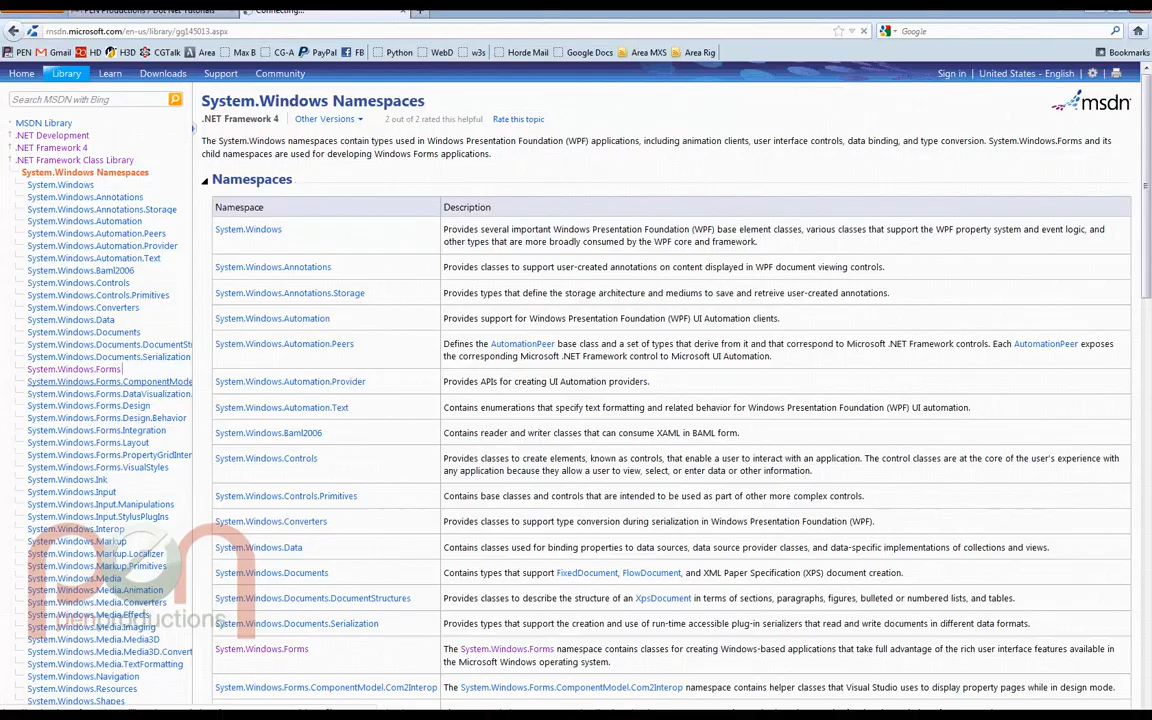 PEN Productions / Dot Net Tutorials
Connecting...
msdn.microsoft.com/en-us/library/gg145013.aspx
Google
PEN Gmail HD H3D CGTalk Area Max B CG-A PayPal FB Python WebD w3s Horde Mail Google Docs Area MXS Area Rig Bookmarks
Home Library Learn Downloads Support Community Sign in United States - English
Search MSDN with Bing
MSDN Library
.NET Development
.NET Framework 4
.NET Framework Class Library
System.Windows Namespaces
System.Windows
System.Windows.Annotations
System.Windows.Annotations.Storage
System.Windows.Automation
System.Windows.Automation.Peers
System.Windows.Automation.Provider
System.Windows.Automation.Text
System.Windows.Baml2006
System.Windows.Controls
System.Windows.Controls.Primitives
System.Windows.Converters
System.Windows.Data
System.Windows.Documents
System.Windows.Documents.DocumentStr
System.Windows.Documents.Serialization
System.Windows.Forms
System.Windows.Forms.ComponentMode
System.Windows.Forms.DataVisualization.
System.Windows.Forms.Design
System.Windows.Forms.Design.Behavior
System.Windows.Forms.Integration
System.Windows.Forms.Layout
System.Windows.Forms.PropertyGridInter
System.Windows.Forms.VisualStyles
System.Windows.Ink
System.Windows.Input
System.Windows.Input.Manipulations
System.Windows.Input.StylusPlugIns
System.Windows.Interop
System.Windows.Markup
System.Windows.Markup.Localizer
System.Windows.Markup.Primitives
System.Windows.Media
System.Windows.Media.Animation
System.Windows.Media.Converters
System.Windows.Media.Effects
System.Windows.Media.Imaging
System.Windows.Media.Media3D
System.Windows.Media.Media3D.Convert
System.Windows.Media.TextFormatting
System.Windows.Navigation
System.Windows.Resources
System.Windows.Shapes
pen
penproductions
System.Windows Namespaces
msdn
.NET Framework 4 Other Versions 2 out of 2 rated this helpful Rate this topic
The System.Windows namespaces contain types used in Windows Presentation Foundation (WPF) applications, including animation clients, user interface controls, data binding, and type conversion. System.Windows.Forms and its
child namespaces are used for developing Windows Forms applications.
Namespaces
Namespace Description
System.Windows Provides several important Windows Presentation Foundation (WPF) base element classes, various classes that support the WPF property system and event logic, and
other types that are more broadly consumed by the WPF core and framework.
System.Windows.Annotations Provides classes to support user-created annotations on content displayed in WPF document viewing controls.
System.Windows.Annotations.Storage Provides types that define the storage architecture and mediums to save and retreive user-created annotations.
System.Windows.Automation Provides support for Windows Presentation Foundation (WPF) UI Automation clients.
System.Windows.Automation.Peers Defines the AutomationPeer base class and a set of types that derive from it and that correspond to Microsoft .NET Framework controls. Each AutomationPeer exposes
the corresponding Microsoft .NET Framework control to Microsoft UI Automation.
System.Windows.Automation.Provider Provides APIs for creating UI Automation providers.
System.Windows.Automation.Text Contains enumerations that specify text formatting and related behavior for Windows Presentation Foundation (WPF) UI automation.
System.Windows.Baml2006 Contains reader and writer classes that can consume XAML in BAML form.
System.Windows.Controls Provides classes to create elements, known as controls, that enable a user to interact with an application. The control classes are at the core of the user's experience with
any application because they allow a user to view, select, or enter data or other information.
System.Windows.Controls.Primitives Contains base classes and controls that are intended to be used as part of other more complex controls.
System.Windows.Converters Provides classes to support type conversion during serialization in Windows Presentation Foundation (WPF).
System.Windows.Data Contains classes used for binding properties to data sources, data source provider classes, and data-specific implementations of collections and views.
System.Windows.Documents Contains types that support FixedDocument, FlowDocument, and XML Paper Specification (XPS) document creation.
System.Windows.Documents.DocumentStructures Provides classes to describe the structure of an XpsDocument in terms of sections, paragraphs, figures, bulleted or numbered lists, and tables.
System.Windows.Documents.Serialization Provides types that support the creation and use of run-time accessible plug-in serializers that read and write documents in different data formats.
System.Windows.Forms The System.Windows.Forms namespace contains classes for creating Windows-based applications that take full advantage of the rich user interface features available in
the Microsoft Windows operating system.
System.Windows.Forms.ComponentModel.Com2Interop The System.Windows.Forms.ComponentModel.Com2Interop namespace contains helper classes that Visual Studio uses to display property pages while in design mode.